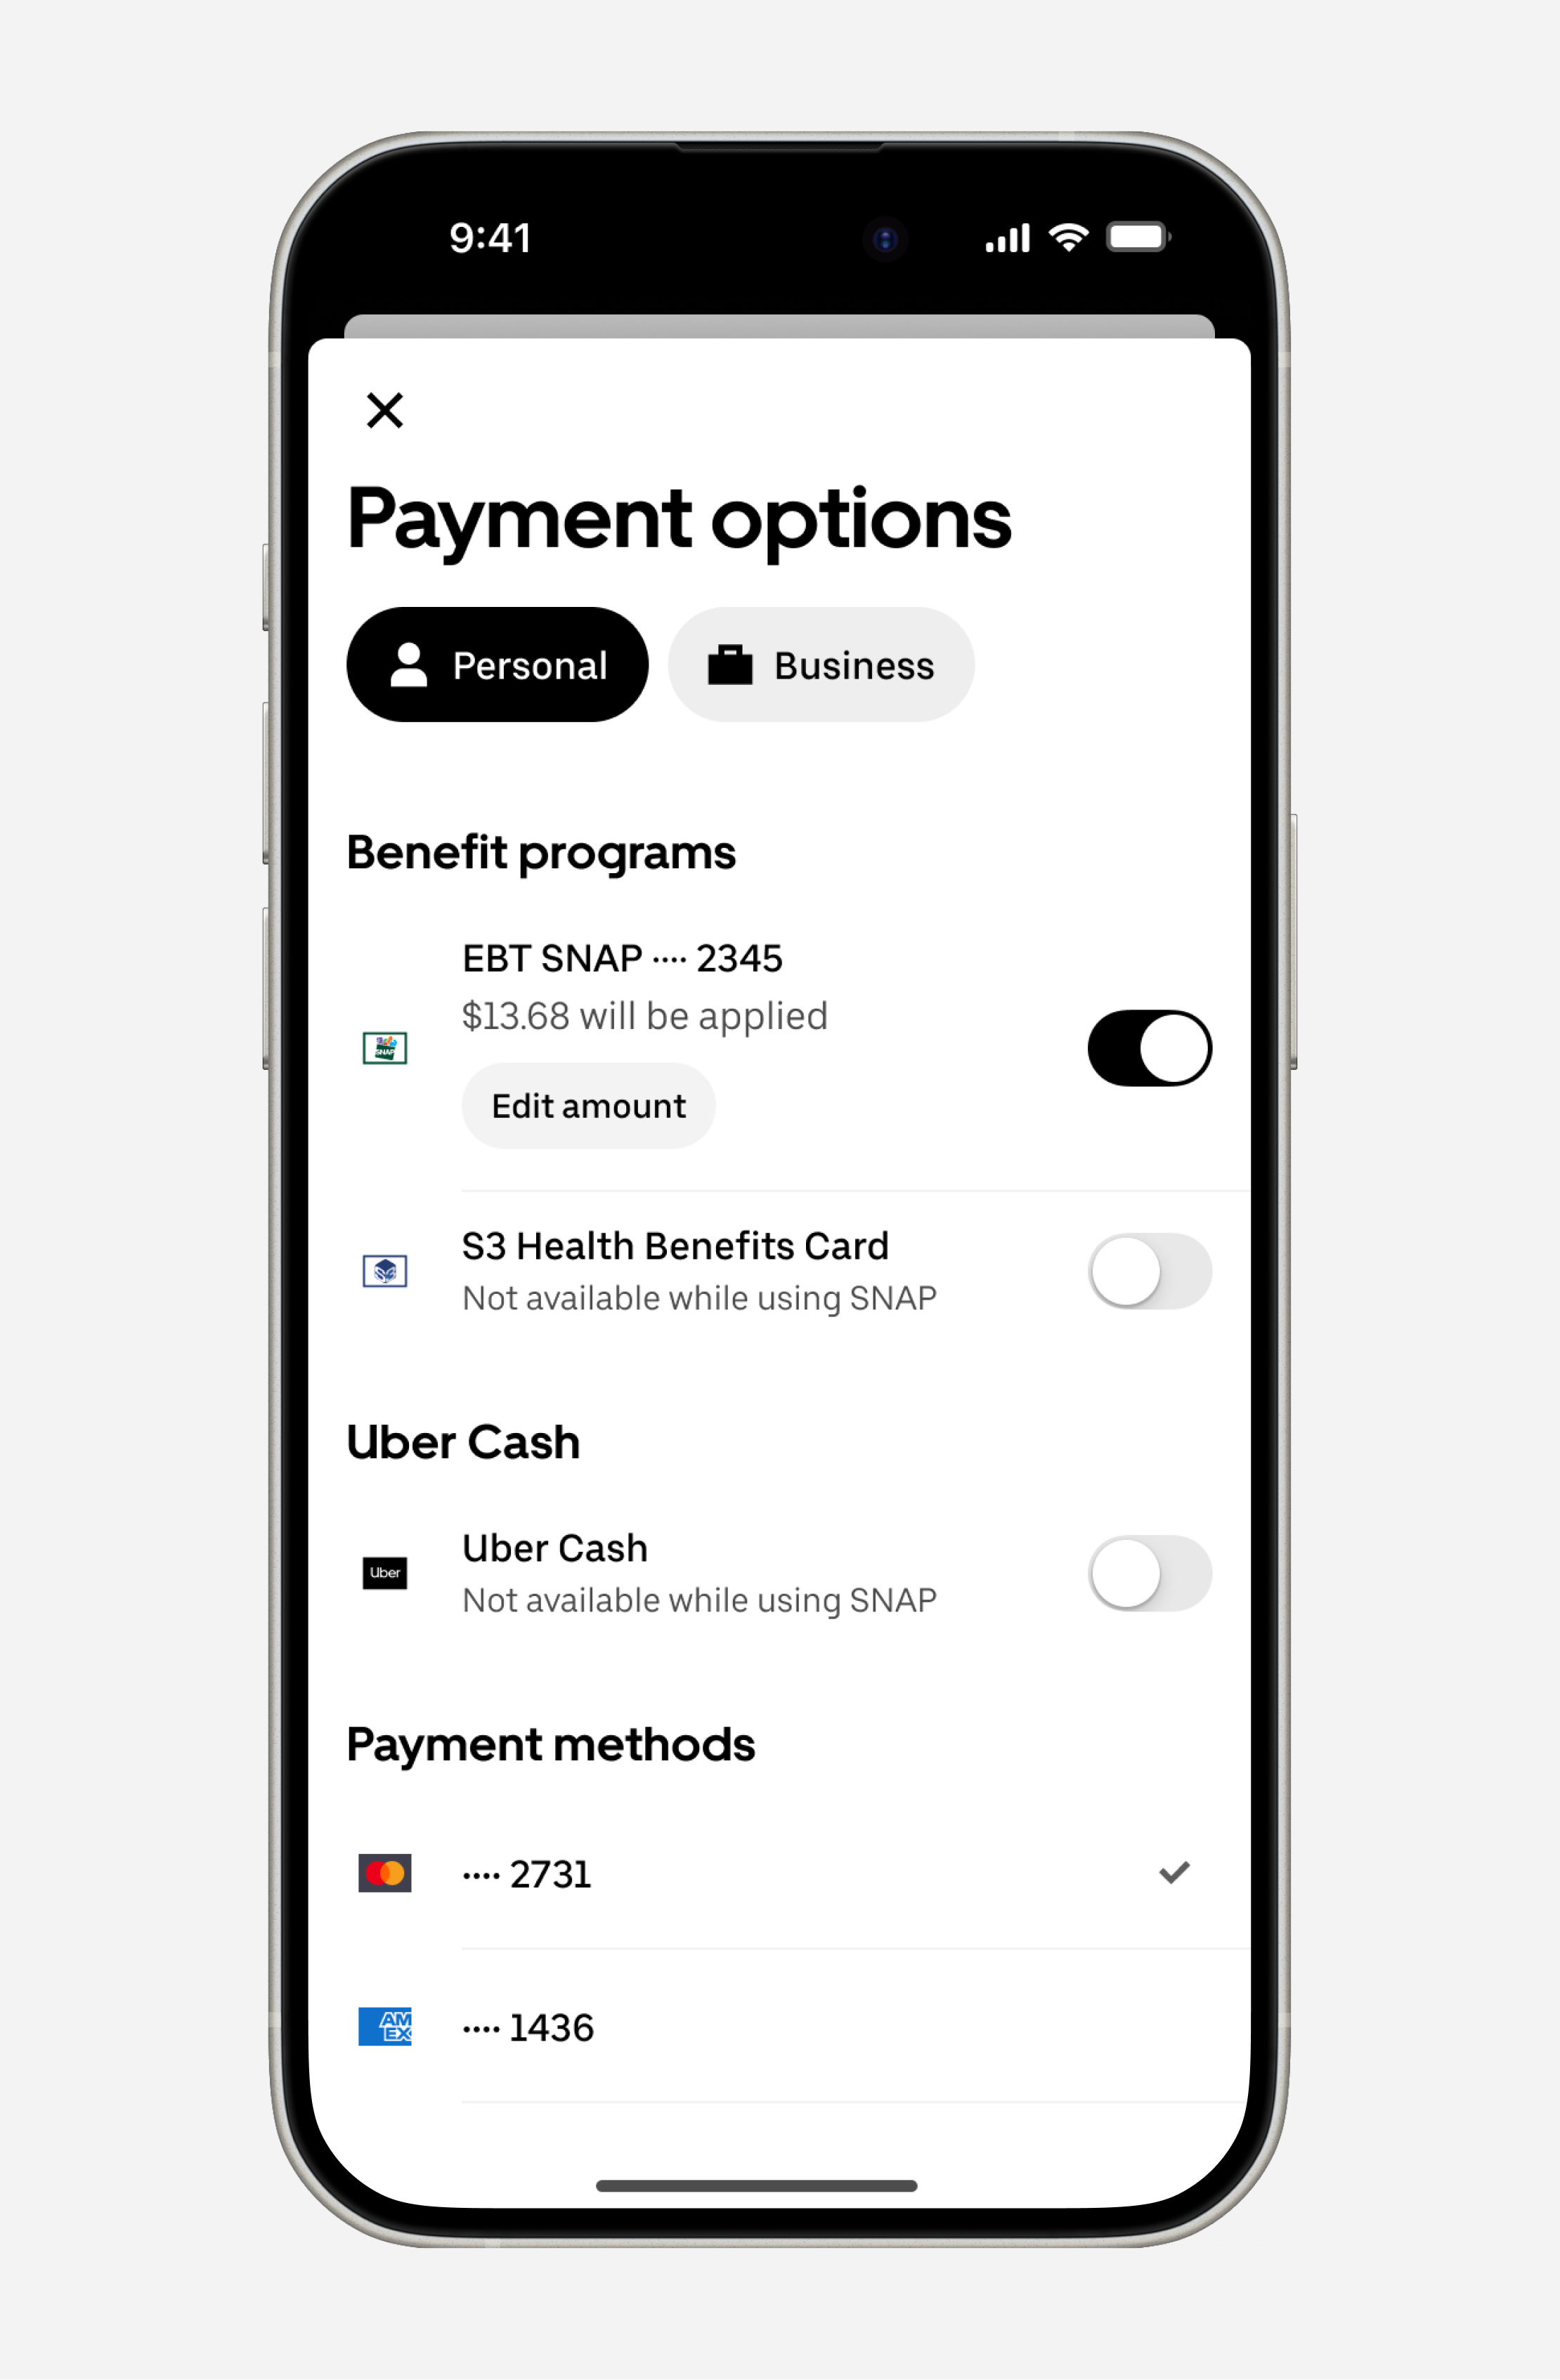 9:41
Payment options
Personal
Business
Benefit programs
EBT SNAP ···· 2345
$13.68 will be applied
SNAP
Edit amount
S3 Health Benefits Card
Not available while using SNAP
Uber Cash
Uber Cash
Uber
Not available while using SNAP
Payment methods
···· 2731
AM
EX
···· 1436